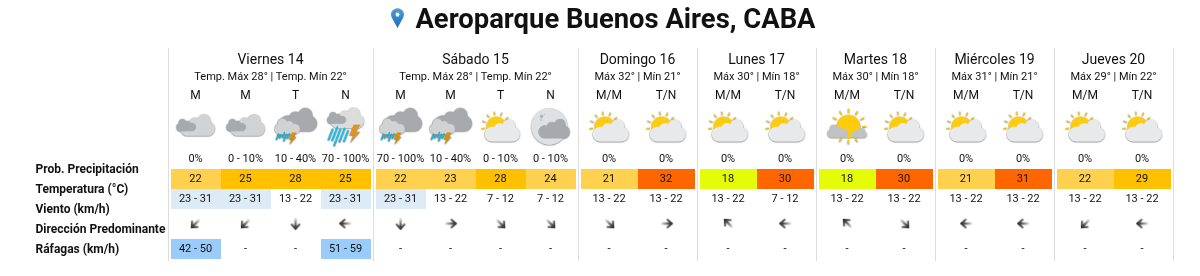 Aeroparque Buenos Aires, CABA
Viernes 14 Sábado 15 Domingo 16 Lunes 17 Martes 18 Miércoles 19 Jueves 20
Temp. Máx 28° | Temp. Mín 22° Temp. Máx 28° | Temp. Mín 22° Máx 32° | Mín 21° Máx 30° | Mín 18° Máx 30° | Mín 18° Máx 31° | Mín 21° Máx 29° | Mín 22°
M M T N M M T N M/M T/N M/M T/N M/M T/N M/M T/N M/M T/N
Prob. Precipitación 0% 0 - 10% 10 - 40% 70 - 100% 70 - 100% 10 - 40% 0 - 10% 0 - 10% 0% 0% 0% 0% 0% 0% 0% 0% 0% 0%
Temperatura (°C) 22 25 28 25 22 23 28 24 21 32 18 30 18 30 21 31 22 29
Viento (km/h) 23 - 31 23 - 31 13 - 22 23 - 31 23 - 31 13 - 22 7 - 12 7 - 12 13 - 22 13 - 22 13 - 22 7 - 12 13 - 22 13 - 22 13 - 22 13 - 22 13 - 22 13 - 22
Dirección Predominante
Ráfagas (km/h) 42 - 50 - - 51 - 59 - - - - - - - - - - - - - -